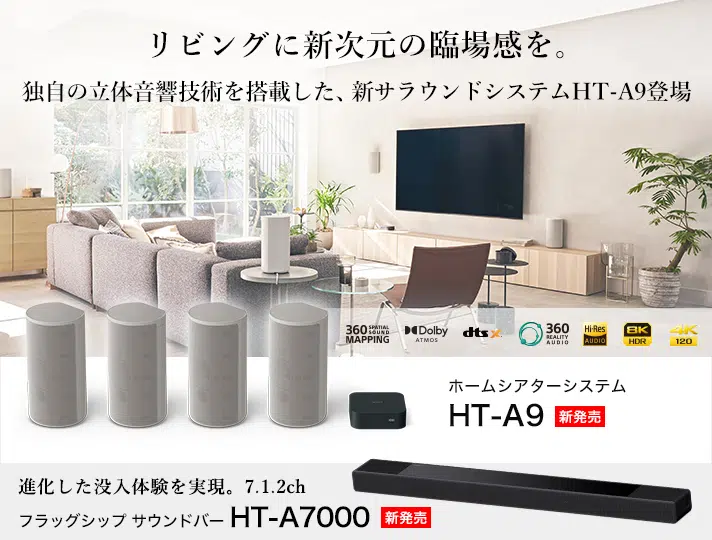 リビングに新次元の臨場感を。
独自の立体音響技術を搭載した、新サラウンドシステムHT-A9登場
360 SPATIAL SOUND MAPPING
Dolby ATMOS
dts X
360 REALITY AUDIO
Hi-Res AUDIO
8K HDR
4K 120
ホームシアターシステム
HT-A9 新発売
進化した没入体験を実現。7.1.2ch
フラッグシップ サウンドバー HT-A7000 新発売